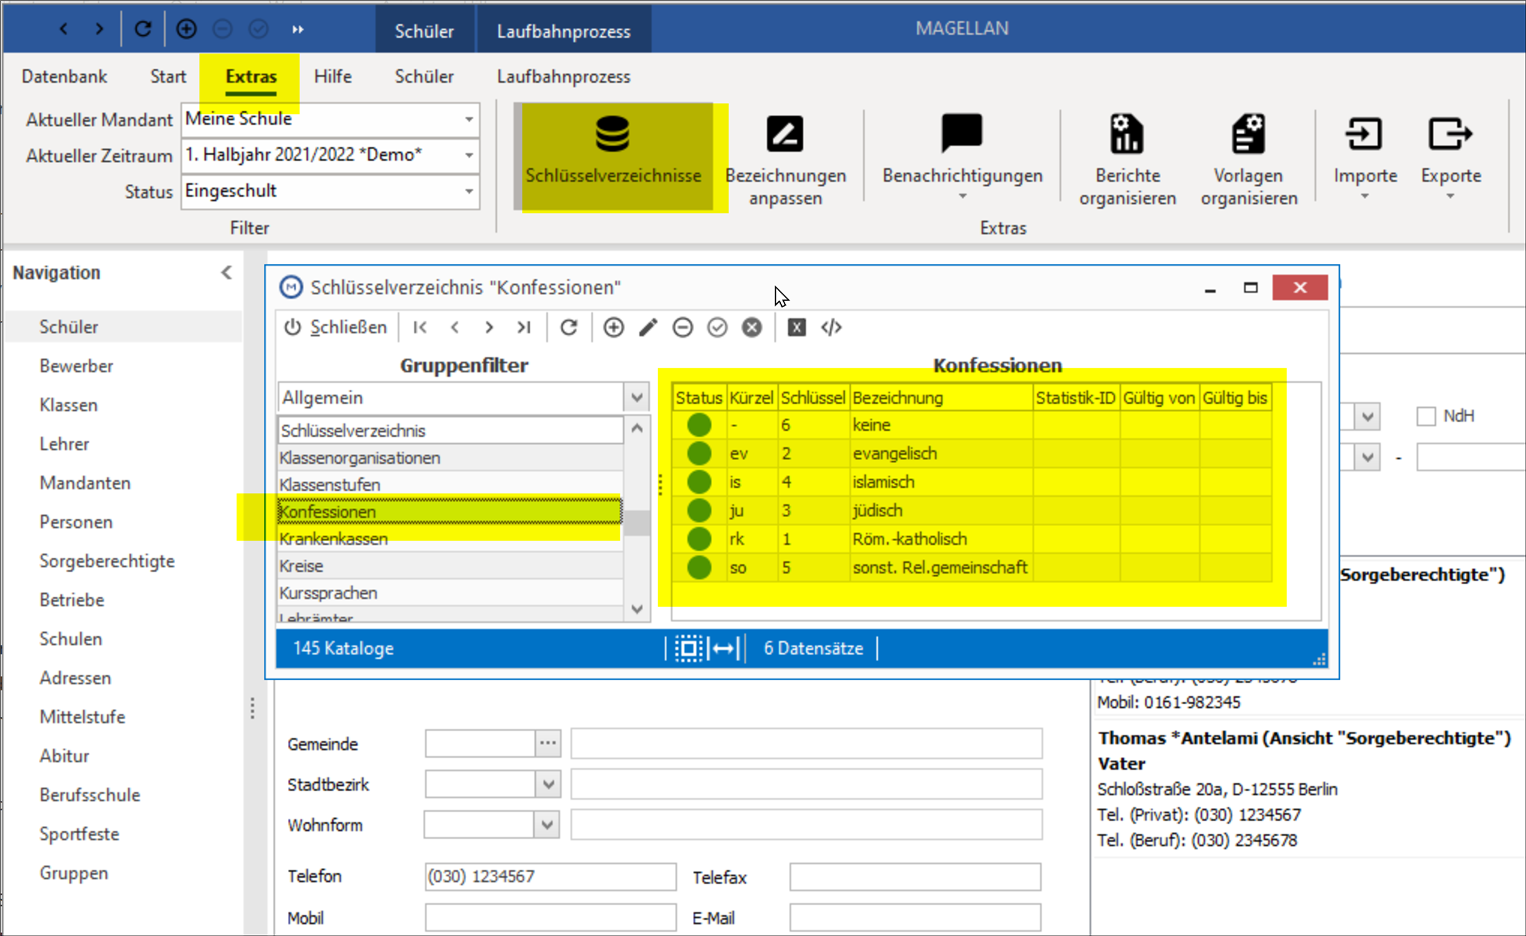 Schüler
Laufbahnprozess
MAGELLAN
Datenbank
Start
Extras
Hilfe
Schüler
Laufbahnprozess
Aktueller Mandant
Meine Schule
Aktueller Zeitraum
1. Halbjahr 2021/2022 *Demo*
Status
Eingeschult
Filter
Schlüsselverzeichnisse
Bezeichnungen
anpassen
Benachrichtigungen
Berichte
organisieren
Vorlagen
organisieren
Importe
Exporte
Extras
Navigation
Schüler
Bewerber
Klassen
Lehrer
Mandanten
Personen
Sorgeberechtigte
Betriebe
Schulen
Adressen
Mittelstufe
Abitur
Berufsschule
Sportfeste
Gruppen
Schlüsselverzeichnis "Konfessionen"
Schließen
Gruppenfilter
Allgemein
Schlüsselverzeichnis
Klassenorganisationen
Klassenstufen
Konfessionen
Krankenkassen
Kreise
Kurssprachen
Lehrämter
Konfessionen
Status Kürzel Schlüssel Bezeichnung Statistik-ID Gültig von Gültig bis
- 6 keine
ev 2 evangelisch
is 4 islamisch
ju 3 jüdisch
rk 1 Röm.-katholisch
so 5 sonst. Rel.gemeinschaft
145 Kataloge
6 Datensätze
NdH
-
Sorgeberechtigte")
Mobil: 0161-982345
Thomas *Antelami (Ansicht "Sorgeberechtigte")
Vater
Schloßstraße 20a, D-12555 Berlin
Tel. (Privat): (030) 1234567
Tel. (Beruf): (030) 2345678
Gemeinde
Stadtbezirk
Wohnform
Telefon
(030) 1234567
Telefax
Mobil
E-Mail